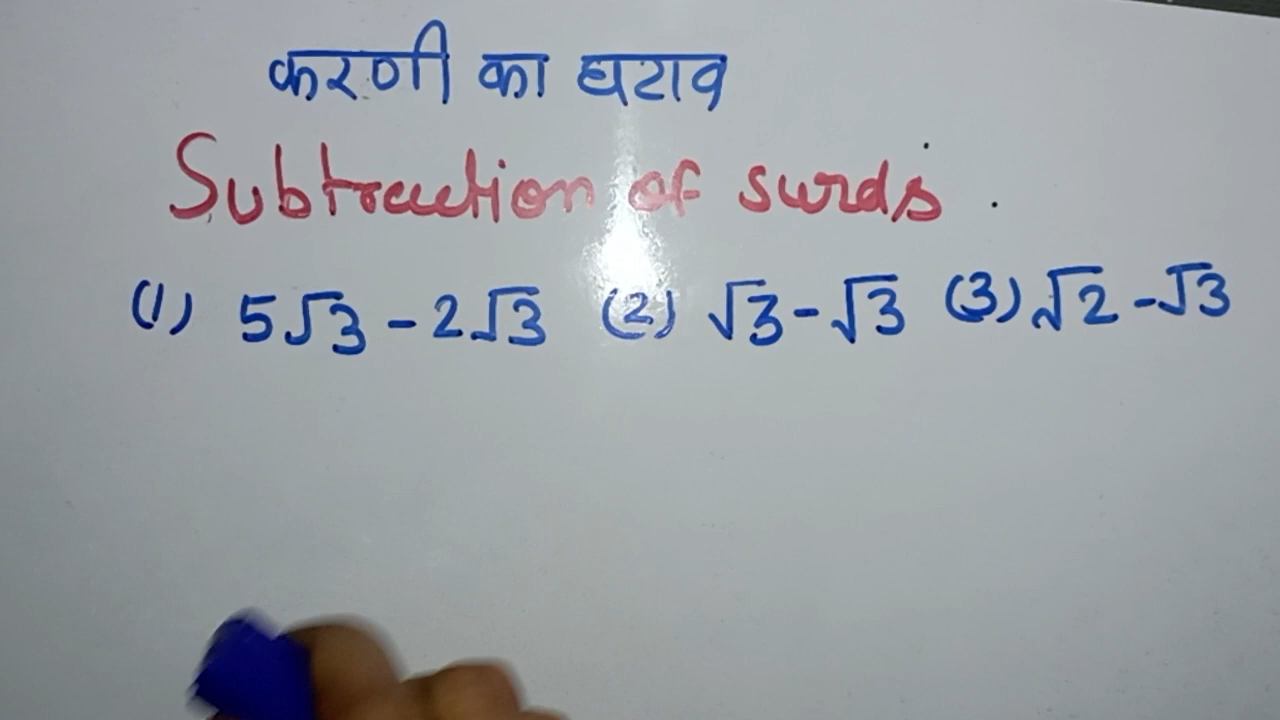 करणी का घटाव
Subtraction of surds.
(1) 5√3 - 2√3 (2) √3 - √3 (3) √2 - √3